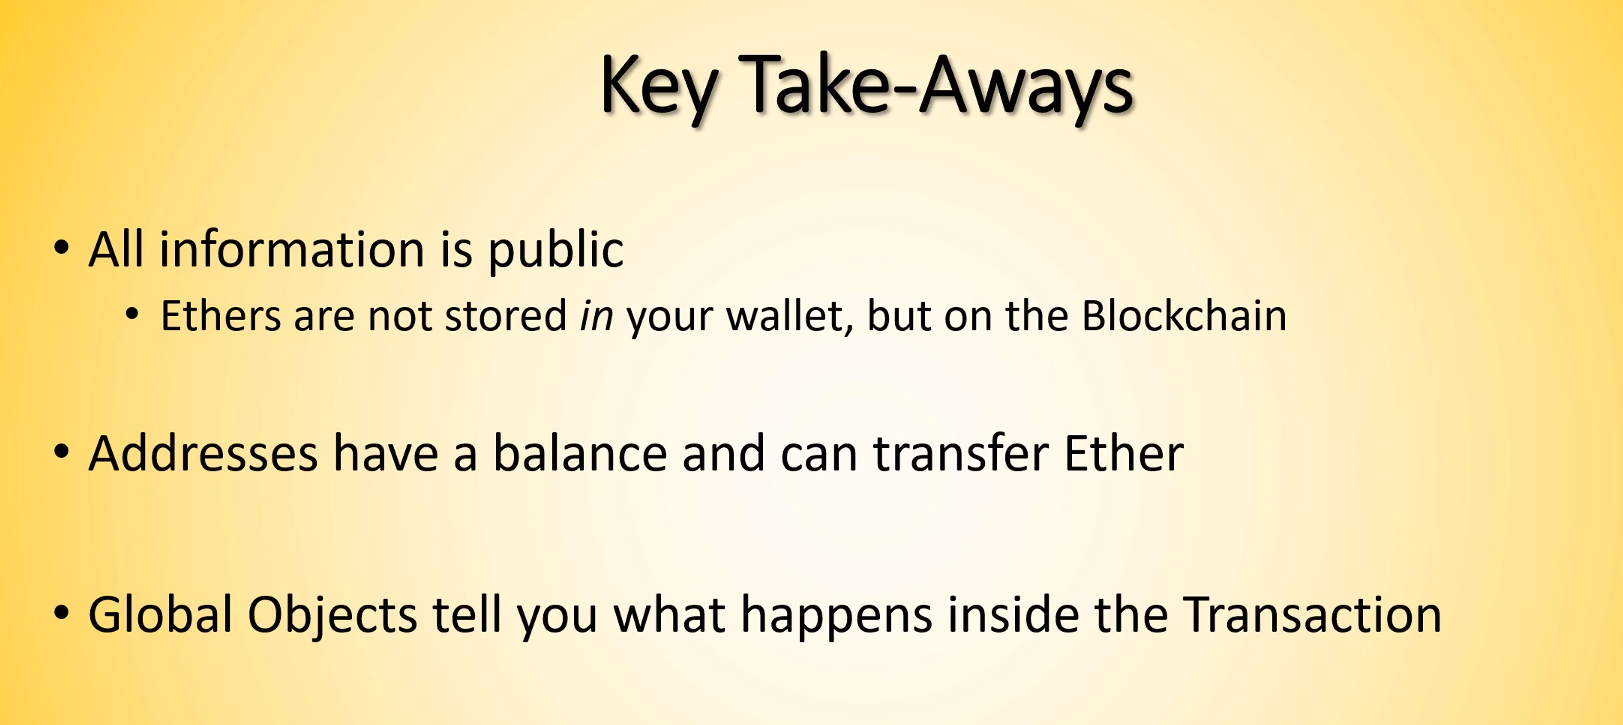 Key Take-Aways
• All information is public
• Ethers are not stored in your wallet, but on the Blockchain
• Addresses have a balance and can transfer Ether
• Global Objects tell you what happens inside the Transaction